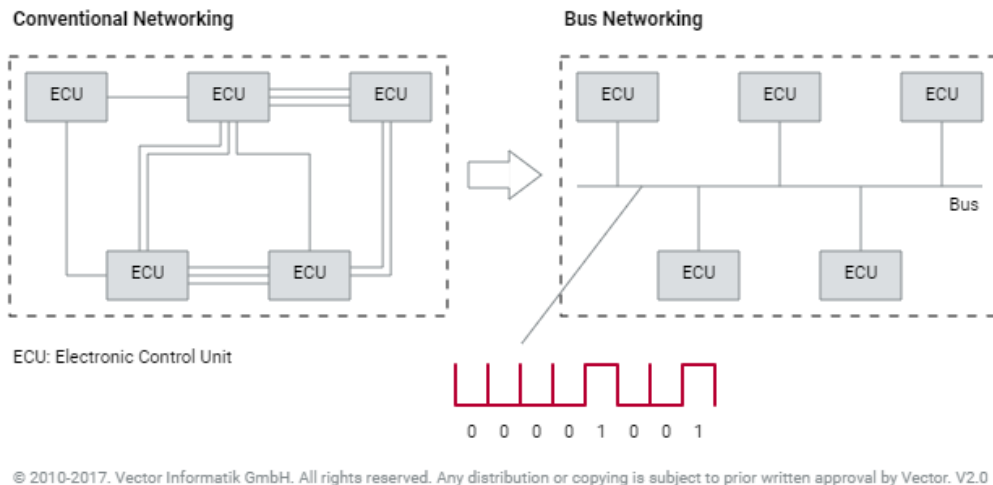 Conventional Networking
Bus Networking
ECU ECU ECU
ECU ECU ECU
Bus
ECU ECU
ECU ECU
ECU: Electronic Control Unit
0 0 0 0 1 0 0 1
© 2010-2017. Vector Informatik GmbH. All rights reserved. Any distribution or copying is subject to prior written approval by Vector. V2.0